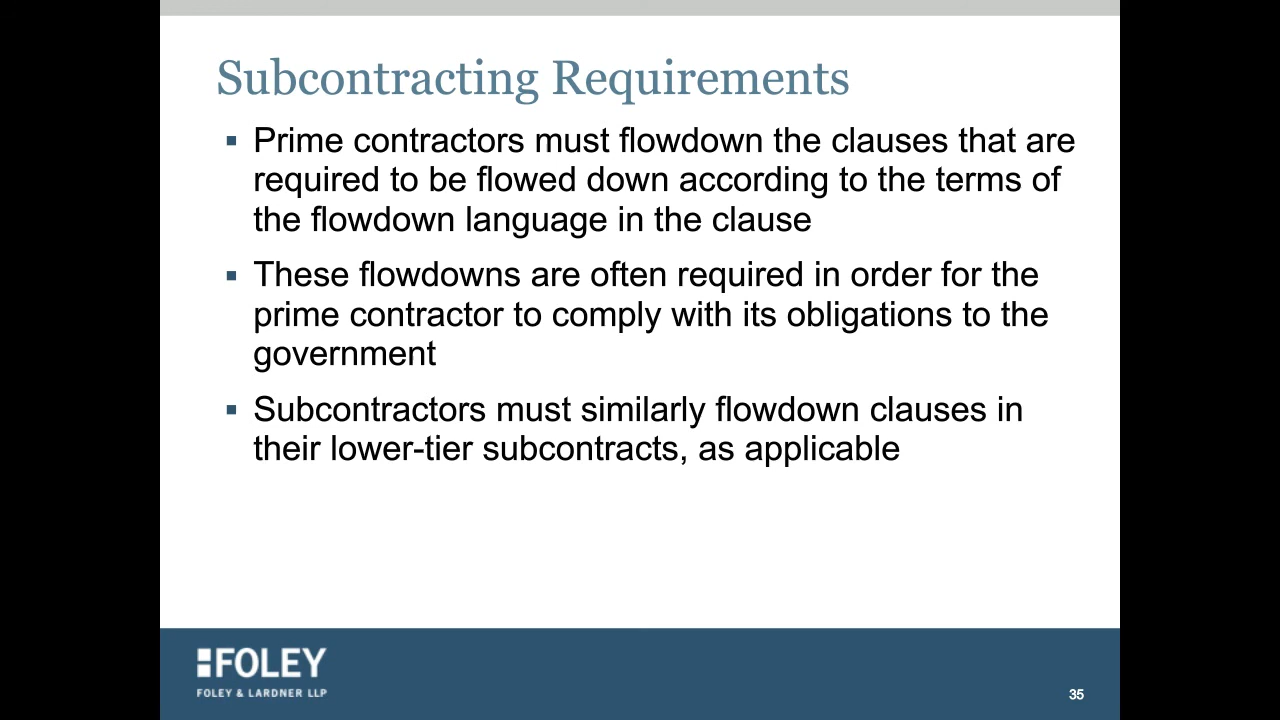 Subcontracting Requirements
▪ Prime contractors must flowdown the clauses that are
required to be flowed down according to the terms of
the flowdown language in the clause
▪ These flowdowns are often required in order for the
prime contractor to comply with its obligations to the
government
▪ Subcontractors must similarly flowdown clauses in
their lower-tier subcontracts, as applicable
FOLEY
FOLEY & LARDNER LLP
35